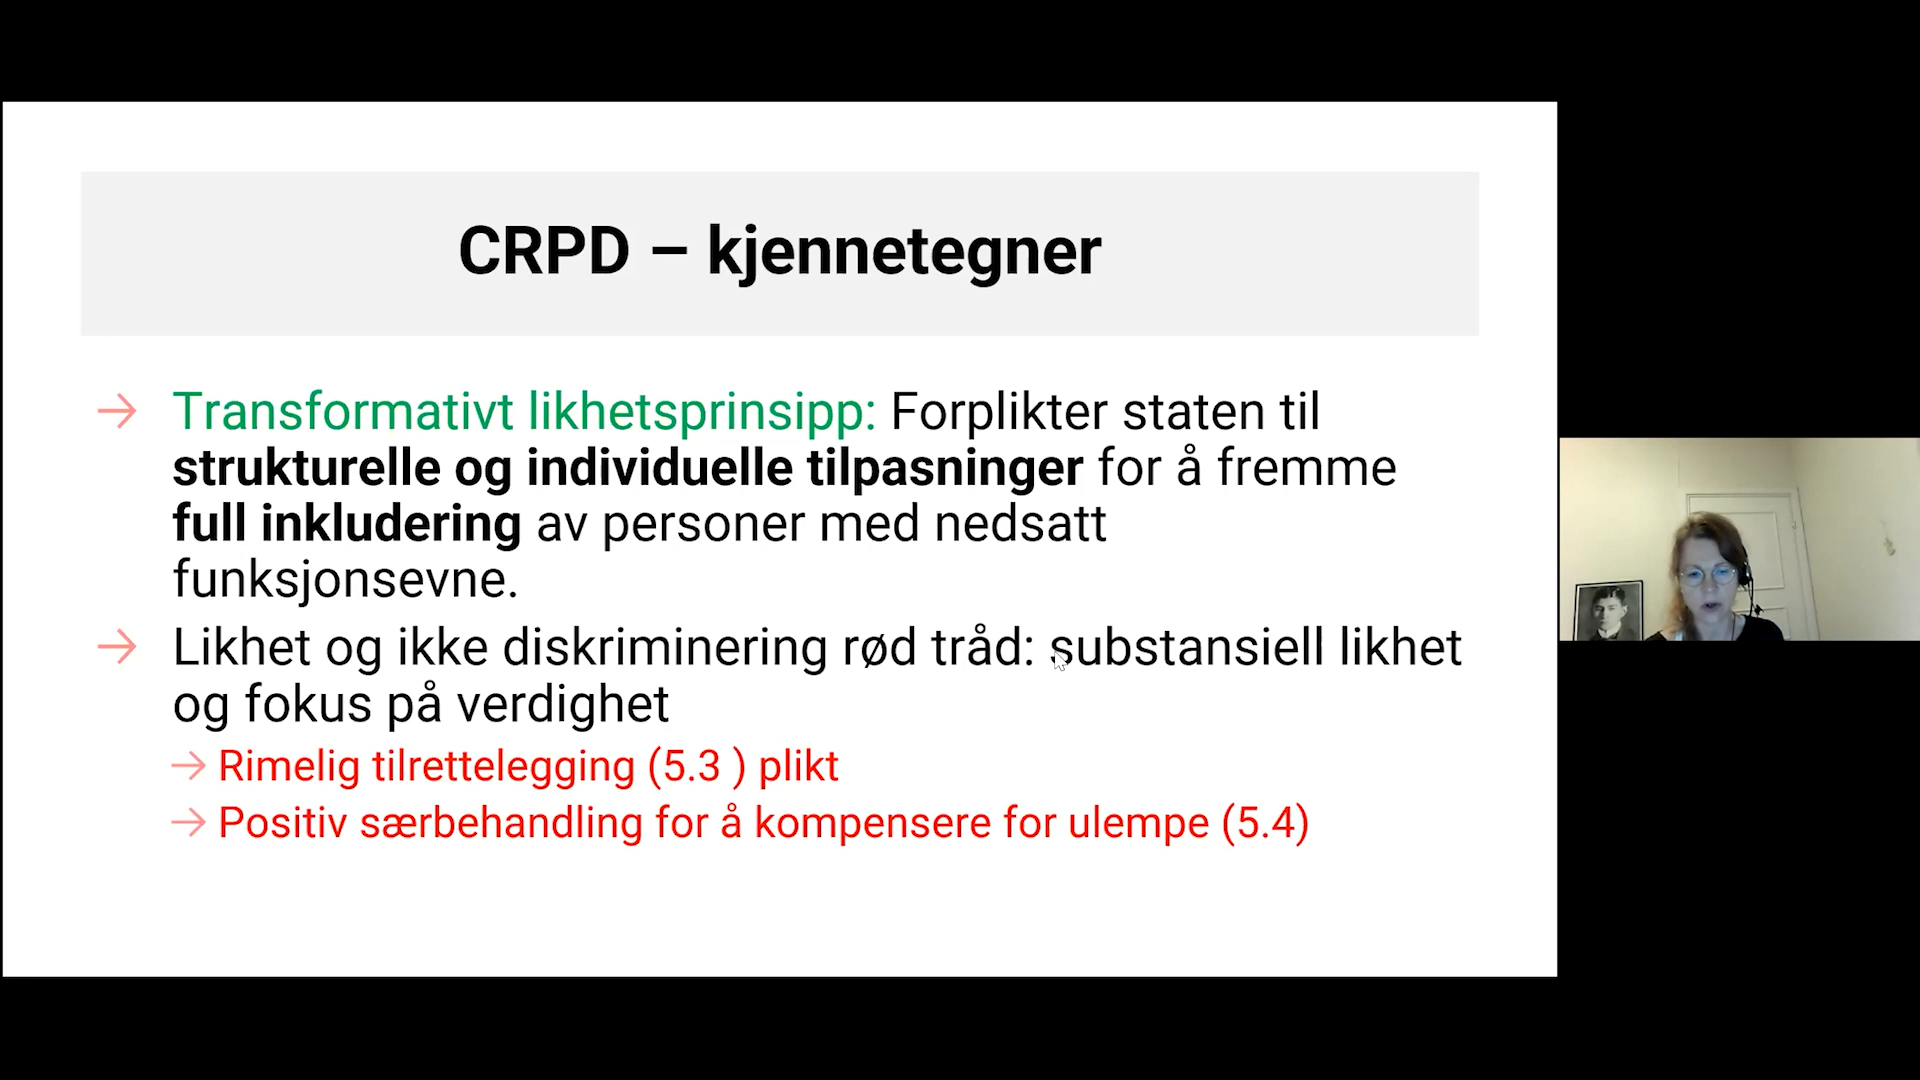 CRPD – kjennetegner
→ Transformativt likhetsprinsipp: Forplikter staten til
strukturelle og individuelle tilpasninger for å fremme
full inkludering av personer med nedsatt
funksjonsevne.
→ Likhet og ikke diskriminering rød tråd: substansiell likhet
og fokus på verdighet
→ Rimelig tilrettelegging (5.3 ) plikt
→ Positiv særbehandling for å kompensere for ulempe (5.4)